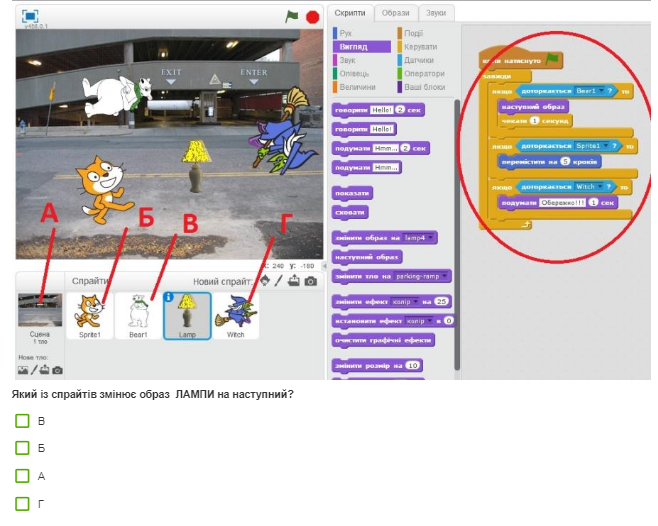 v458.0.1
EXIT
ENTER
А
Б
В
Г
x: 240 y: -180
Спрайти
Новий спрайт:
Сцена
1 тло
Нове тло:
Sprite1
Bear1
Lamp
Witch
Скрипти
Образи
Звуки
Рух
Вигляд
Звук
Олівець
Величини
Події
Керувати
Датчики
Оператори
Ваші блоки
говорити Hello! 2 сек
говорити Hello!
подумати Hmm... 2 сек
подумати Hmm...
показати
сховати
змінити образ на lamp4
наступний образ
змінити тло на parking-ramp
змінити ефект колір на 25
встановити ефект колір в 0
очистити графічні ефекти
змінити розмір на 10
коли натиснуто
завжди
якщо доторкається Bear1 ? то
наступний образ
чекати 1 секунд
якщо доторкається Sprite1 ? то
перемістити на 5 кроків
якщо доторкається Witch ? то
подумати Обережно!!! 1 сек
Який із спрайтів змінює образ ЛАМПИ на наступний?
В
Б
А
Г